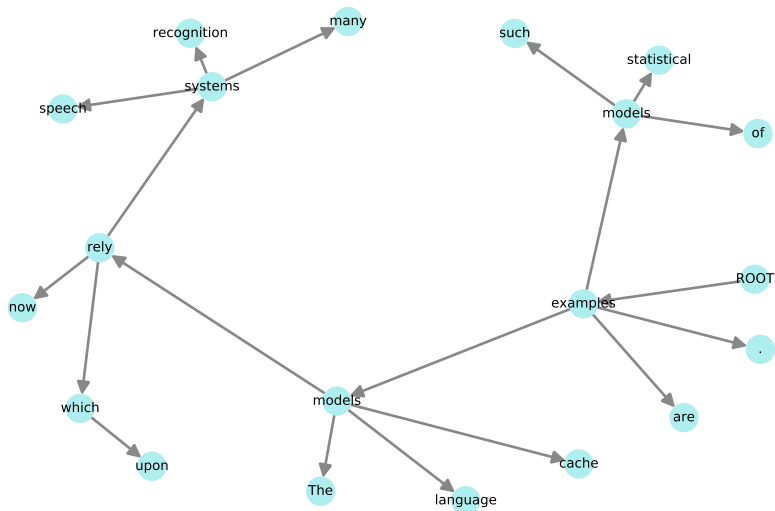 many
recognition
such
statistical
systems
speech
models
of
rely
ROOT
examples
now
.
models
which
are
upon
cache
The
language